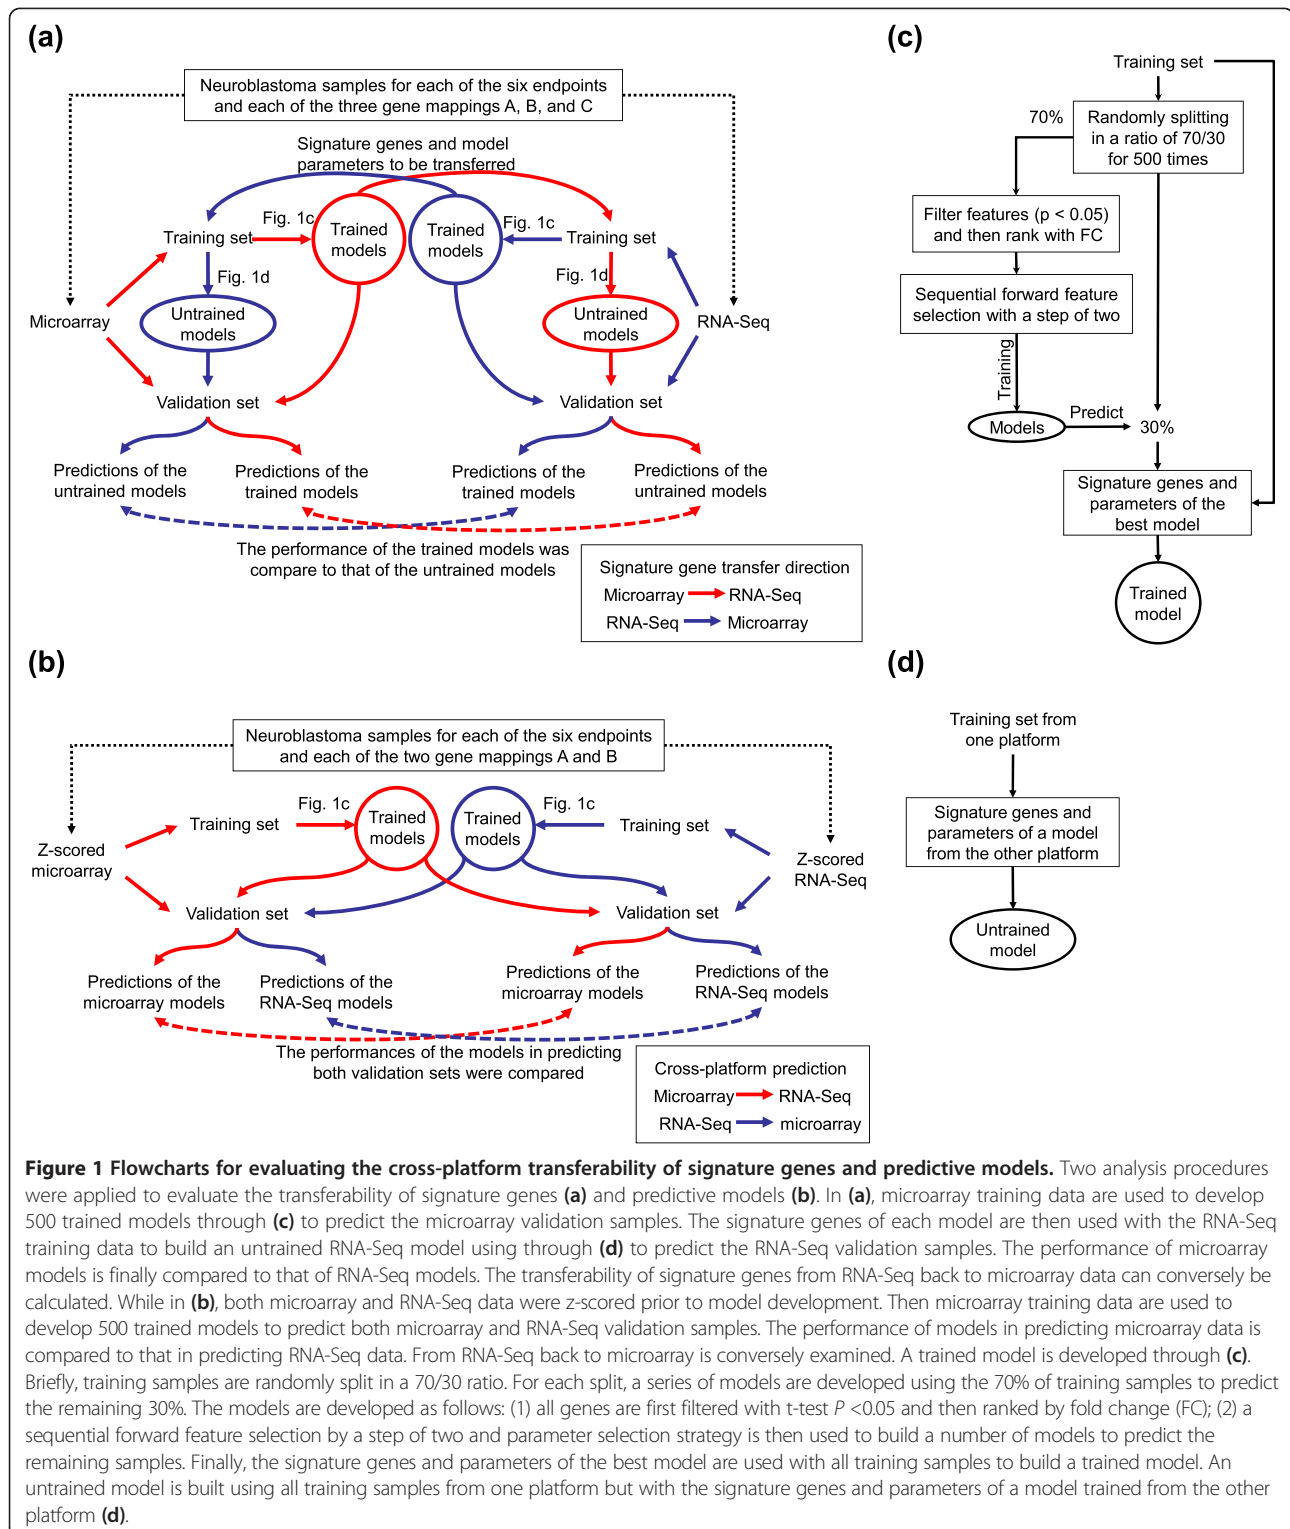 (a)
Neuroblastoma samples for each of the six endpoints
and each of the three gene mappings A, B, and C
Signature genes and model
parameters to be transferred
Fig. 1c
Trained
models
Trained
models
Fig. 1c
Training set
Training set
Fig. 1d
Fig. 1d
Microarray
Untrained
models
Untrained
models
RNA-Seq
Validation set
Validation set
Predictions of the
untrained models
Predictions of the
trained models
Predictions of the
trained models
Predictions of the
untrained models
The performance of the trained models was
compare to that of the untrained models
Signature gene transfer direction
Microarray RNA-Seq
RNA-Seq Microarray
(c)
Training set
70%
Randomly splitting
in a ratio of 70/30
for 500 times
Filter features (p < 0.05)
and then rank with FC
Sequential forward feature
selection with a step of two
Training
Models
Predict
30%
Signature genes and
parameters of the
best model
Trained
model
(b)
Neuroblastoma samples for each of the six endpoints
and each of the two gene mappings A and B
Fig. 1c
Trained
models
Trained
models
Fig. 1c
Training set
Training set
Z-scored
microarray
Z-scored
RNA-Seq
Validation set
Validation set
Predictions of the
microarray models
Predictions of the
RNA-Seq models
Predictions of the
microarray models
Predictions of the
RNA-Seq models
The performances of the models in predicting
both validation sets were compared
Cross-platform prediction
Microarray RNA-Seq
RNA-Seq microarray
(d)
Training set from
one platform
Signature genes and
parameters of a model
from the other platform
Untrained
model
Figure 1 Flowcharts for evaluating the cross-platform transferability of signature genes and predictive models. Two analysis procedures
were applied to evaluate the transferability of signature genes (a) and predictive models (b). In (a), microarray training data are used to develop
500 trained models through (c) to predict the microarray validation samples. The signature genes of each model are then used with the RNA-Seq
training data to build an untrained RNA-Seq model using through (d) to predict the RNA-Seq validation samples. The performance of microarray
models is finally compared to that of RNA-Seq models. The transferability of signature genes from RNA-Seq back to microarray data can conversely be
calculated. While in (b), both microarray and RNA-Seq data were z-scored prior to model development. Then microarray training data are used to
develop 500 trained models to predict both microarray and RNA-Seq validation samples. The performance of models in predicting microarray data is
compared to that in predicting RNA-Seq data. From RNA-Seq back to microarray is conversely examined. A trained model is developed through (c).
Briefly, training samples are randomly split in a 70/30 ratio. For each split, a series of models are developed using the 70% of training samples to predict
the remaining 30%. The models are developed as follows: (1) all genes are first filtered with t-test P <0.05 and then ranked by fold change (FC); (2) a
sequential forward feature selection by a step of two and parameter selection strategy is then used to build a number of models to predict the
remaining samples. Finally, the signature genes and parameters of the best model are used with all training samples to build a trained model. An
untrained model is built using all training samples from one platform but with the signature genes and parameters of a model trained from the other
platform (d).